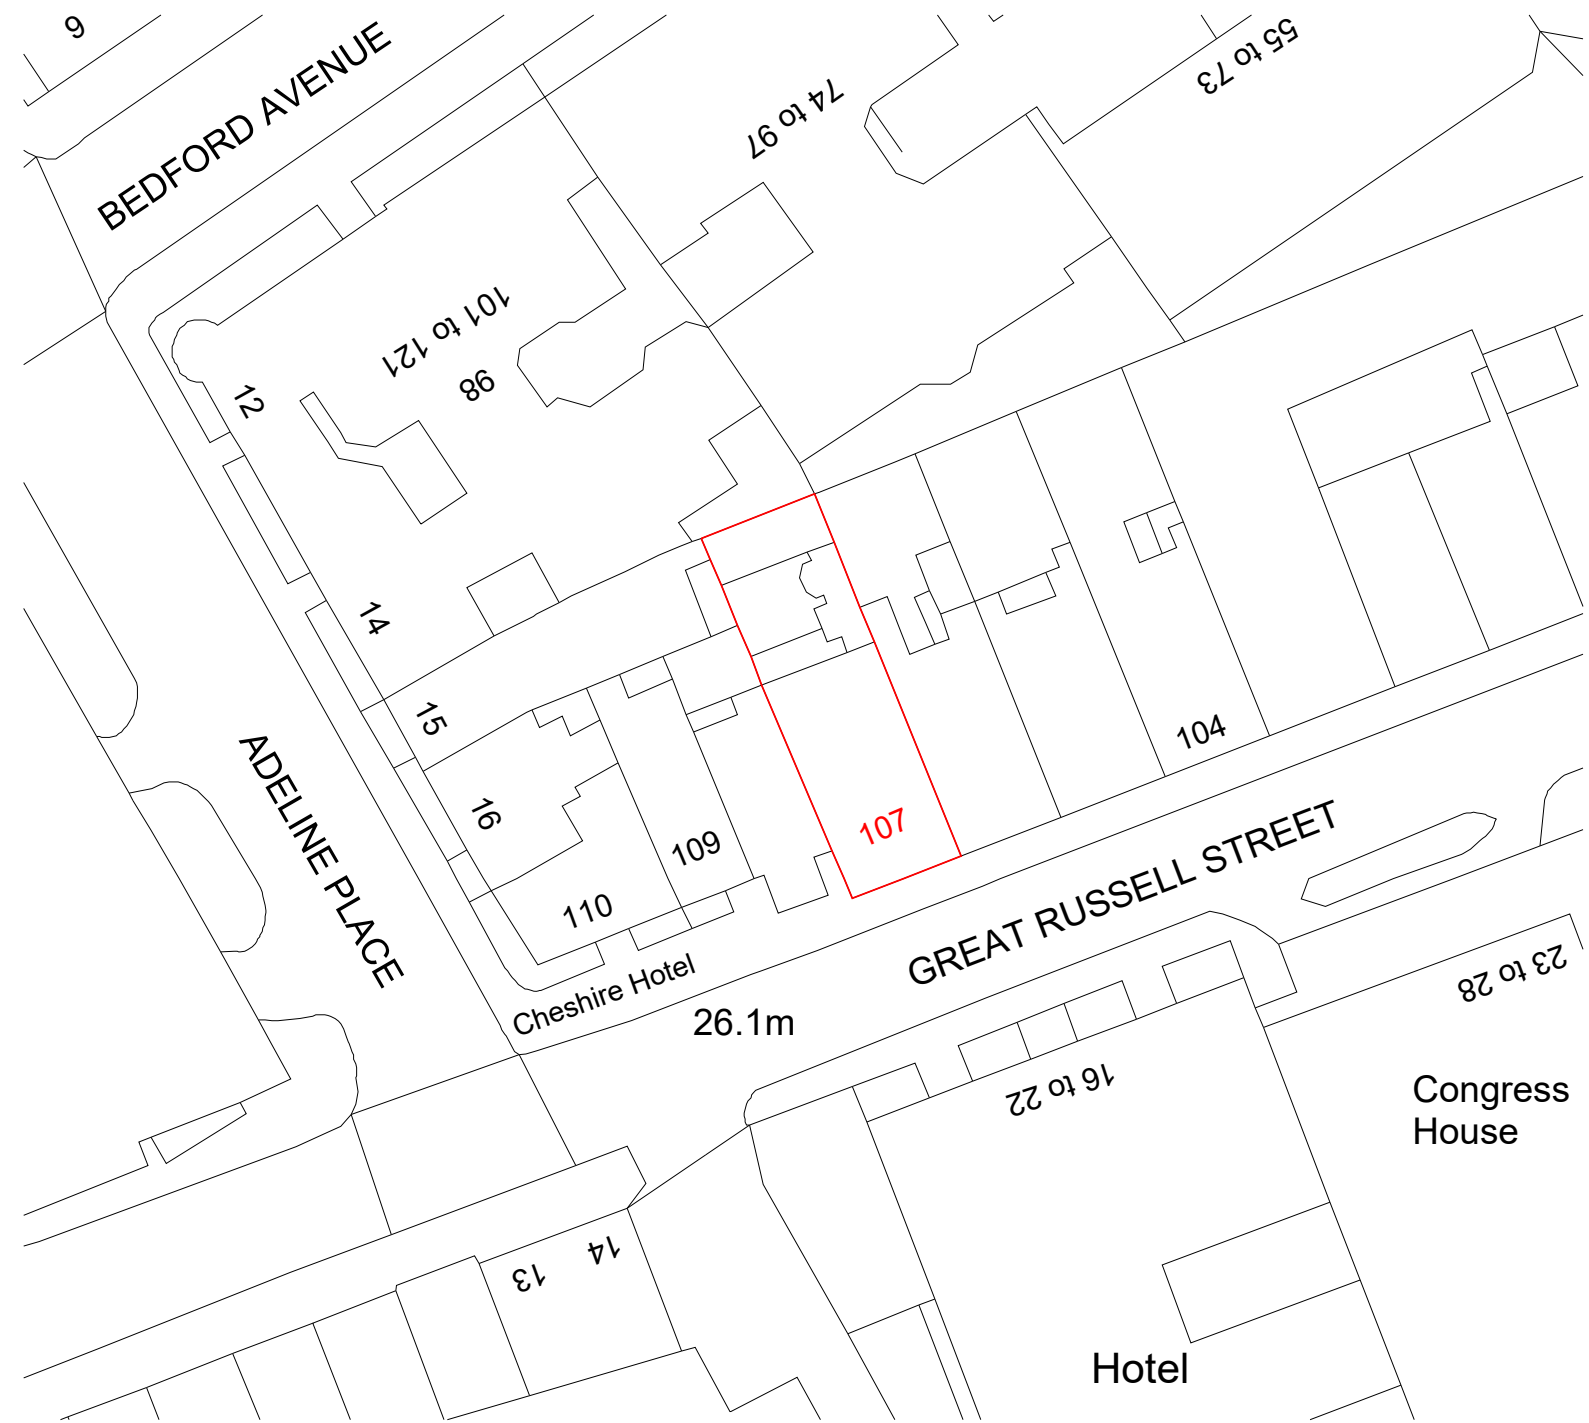 9
BEDFORD AVENUE
55 to 73
74 to 97
101 to 121
98
12
14
15
16
ADELINE PLACE
104
107
109
110
GREAT RUSSELL STREET
Cheshire Hotel
26.1m
23 to 28
16 to 22
Congress
House
14
13
Hotel